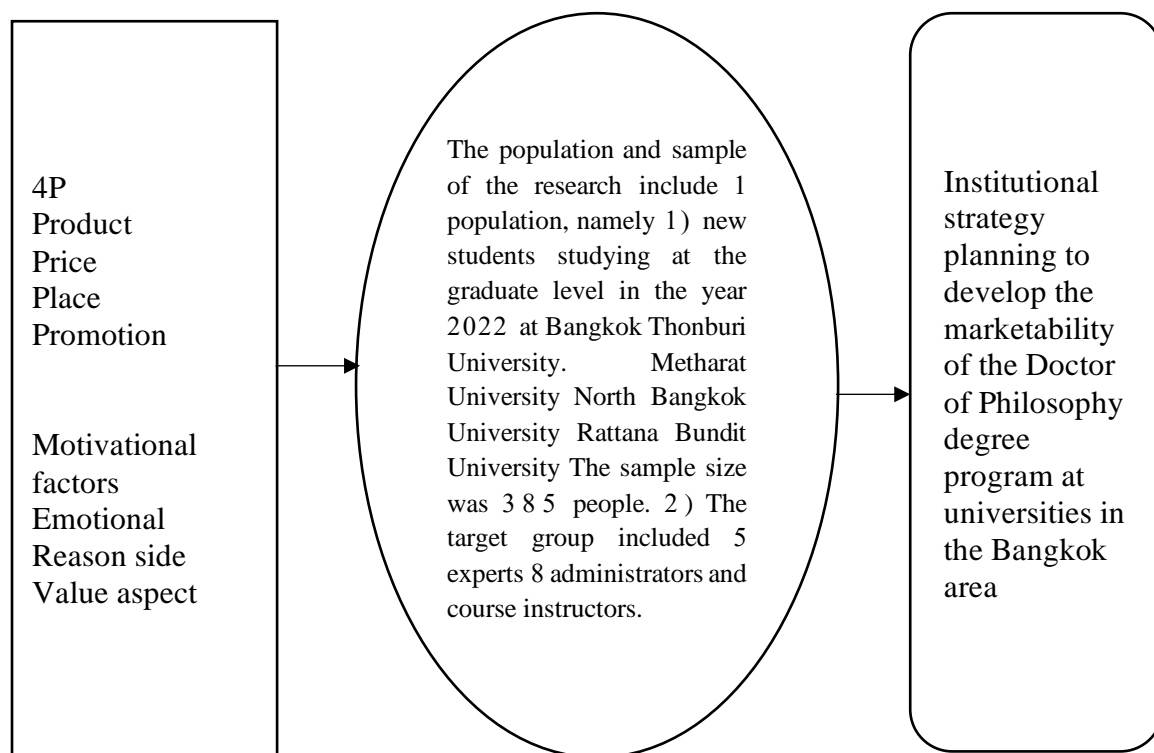 4P
Product
Price
Place
Promotion
Motivational
factors
Emotional
Reason side
Value aspect
The population and sample
of the research include 1
population, namely 1) new
students studying at the
graduate level in the year
2022 at Bangkok Thonburi
University. Metharat
University North Bangkok
University Rattana Bundit
University The sample size
was 385 people. 2) The
target group included 5
experts 8 administrators and
course instructors.
Institutional
strategy
planning to
develop the
marketability
of the Doctor
of Philosophy
degree
program at
universities in
the Bangkok
area